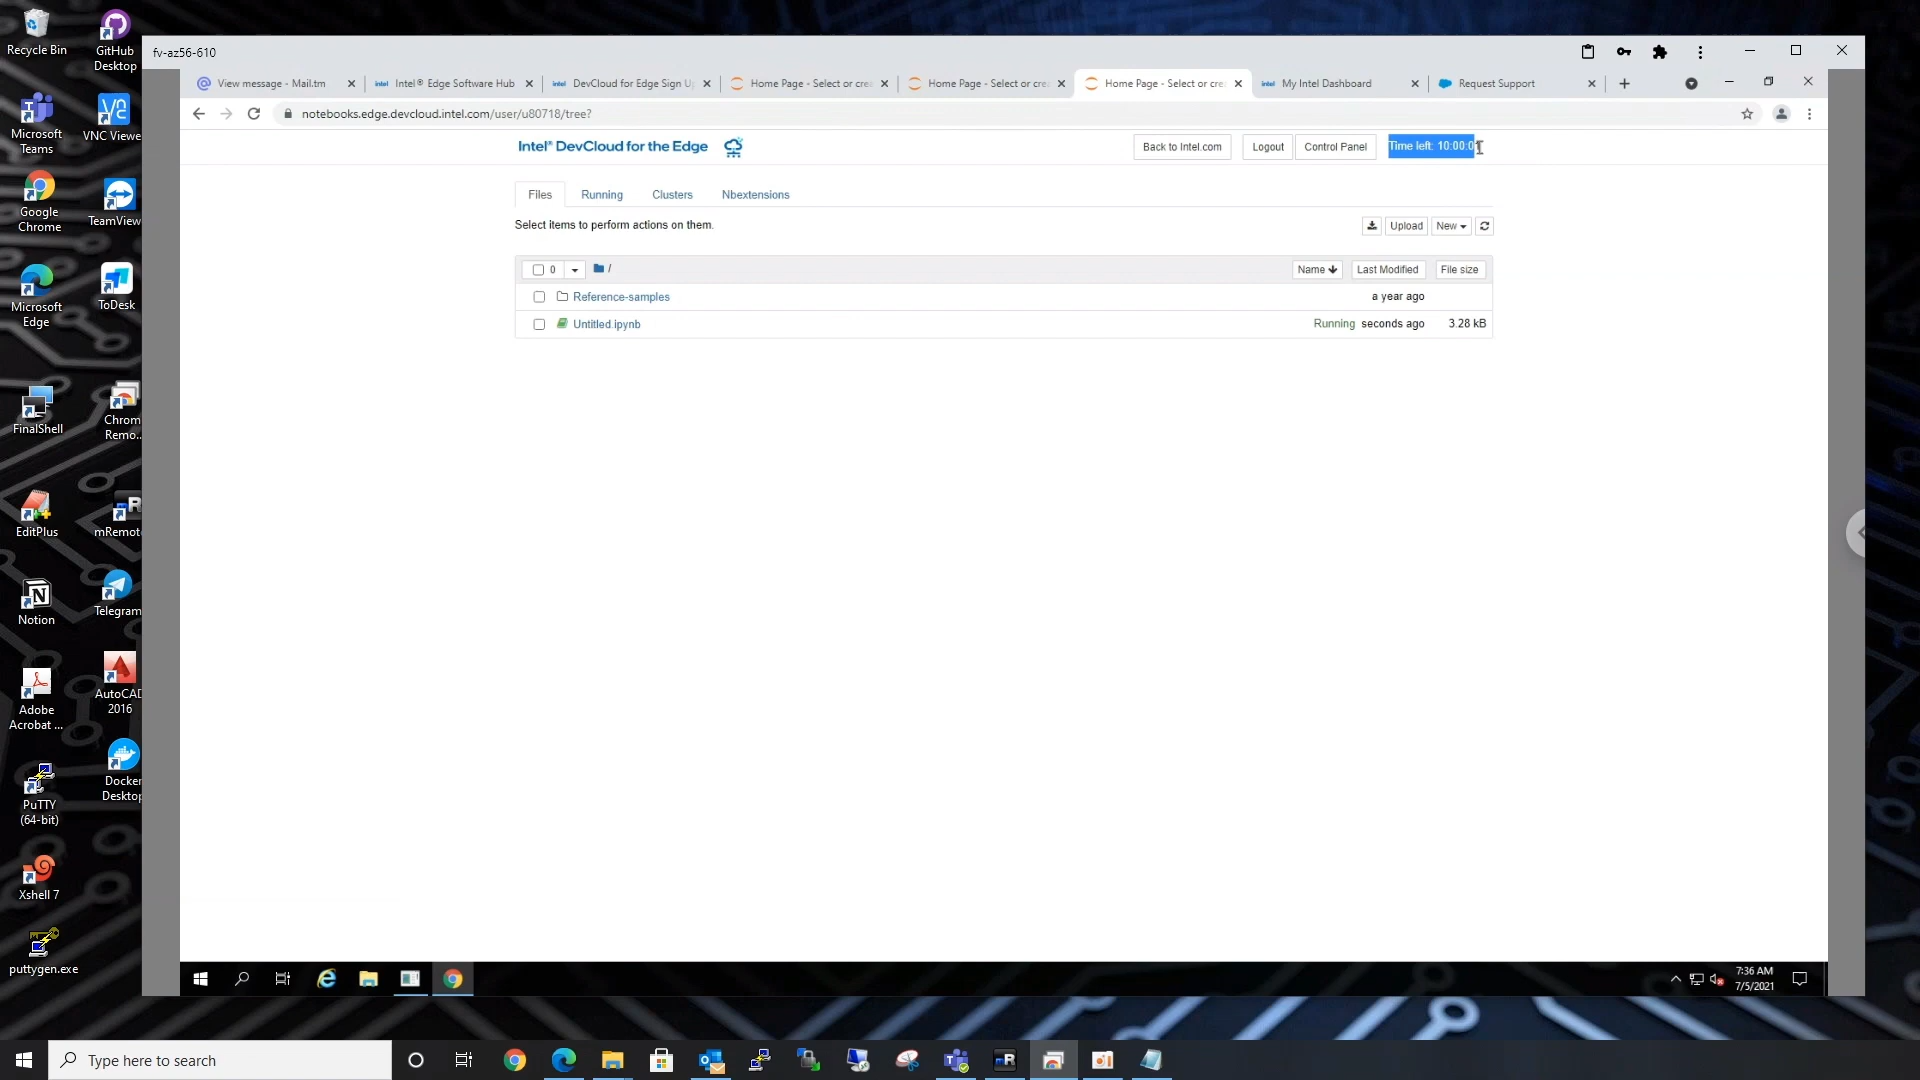 Recycle Bin
GitHub
Desktop
Microsoft
Teams
VNC Viewe
Google
Chrome
TeamView
Microsoft
Edge
ToDesk
FinalShell
Chrom
Remo...
EditPlus
mRemot
Notion
Telegram
Adobe
Acrobat ...
AutoCAD
2016
PuTTY
(64-bit)
Docker
Desktop
Xshell 7
puttygen.exe
fv-az56-610
View message - Mail.tm
Intel® Edge Software Hub
DevCloud for Edge Sign U
Home Page - Select or cre
Home Page - Select or cre
Home Page - Select or cre
My Intel Dashboard
Request Support
notebooks.edge.devcloud.intel.com/user/u80718/tree?
Intel® DevCloud for the Edge
Back to Intel.com
Logout
Control Panel
Time left: 10:00:0
Files
Running
Clusters
Nbextensions
Select items to perform actions on them.
Upload
New
0
/
Name
Last Modified
File size
Reference-samples
a year ago
Untitled.ipynb
Running seconds ago
3.28 kB
7:36 AM
7/5/2021
Type here to search